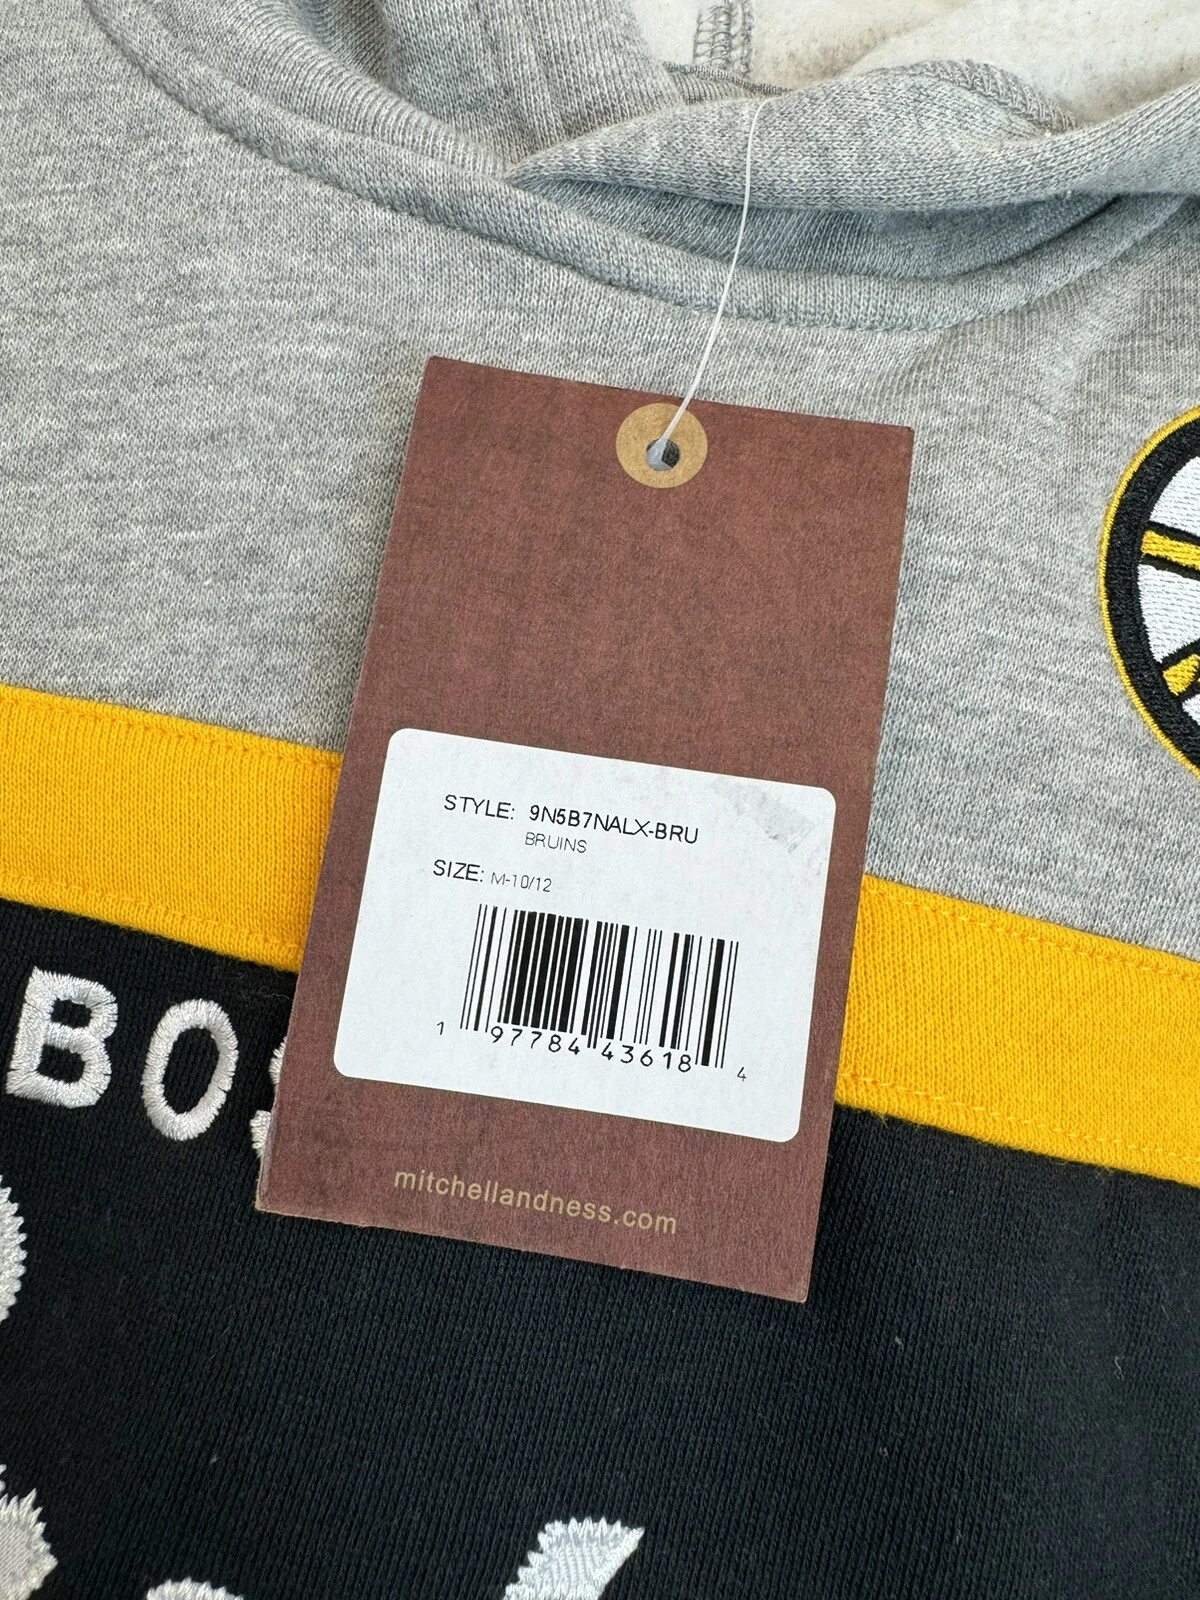 STYLE: 9N5B7NALX-BRU
BRUINS
SIZE: M-10/12
1 97784 43618 4
mitchellandness.com
BOS